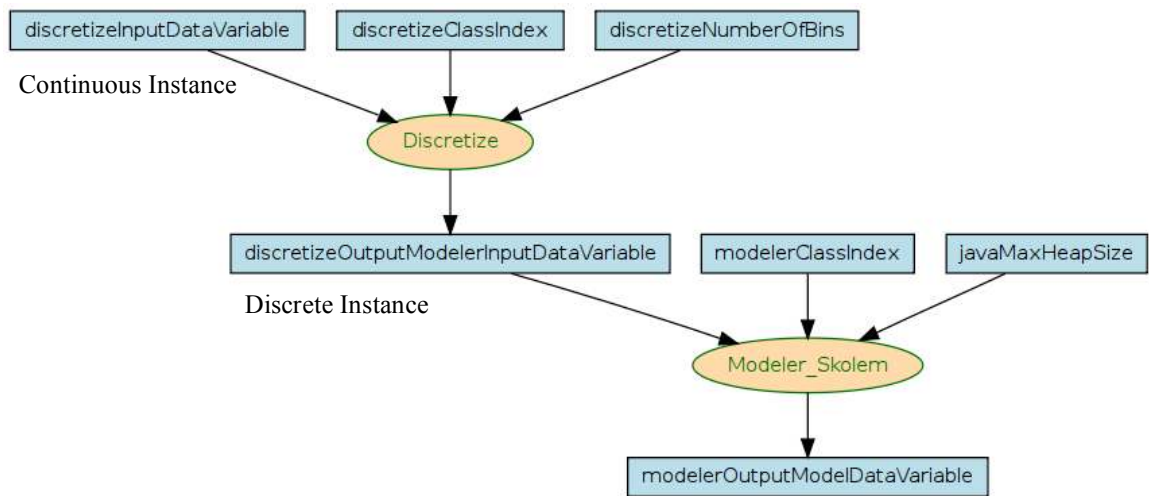 discretizeInputDataVariable
discretizeClassIndex
discretizeNumberOfBins
Continuous Instance
Discretize
discretizeOutputModelerInputDataVariable
modelerClassIndex
javaMaxHeapSize
Discrete Instance
Modeler_Skolem
modelerOutputModelDataVariable